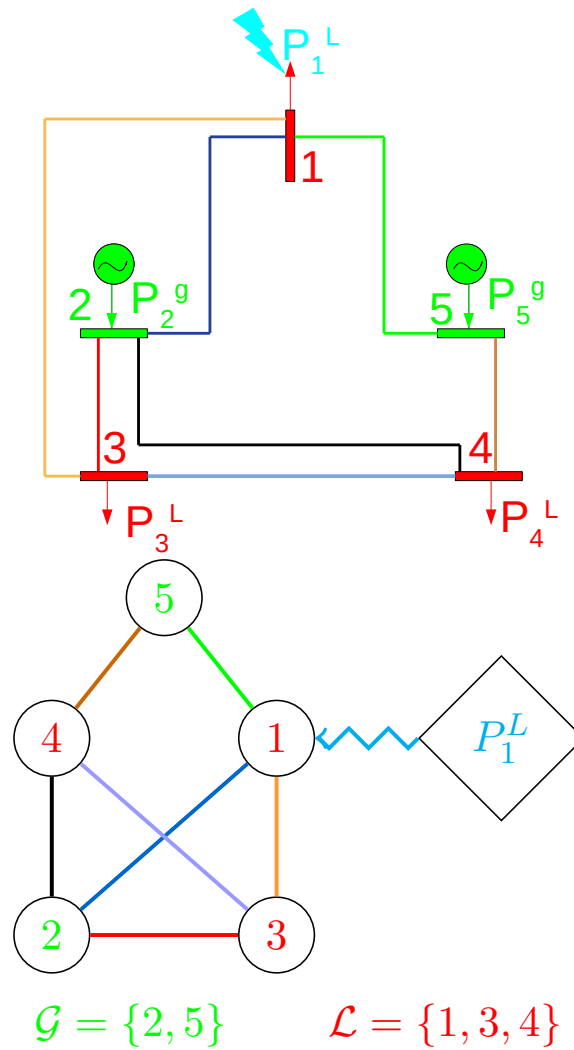 P₁ᴸ
1
2 P₂ᵍ
5 P₅ᵍ
3
4
P₃ᴸ
P₄ᴸ
5
4
1
P₁ᴸ
2
3
𝒢 = {2, 5}
ℒ = {1, 3, 4}